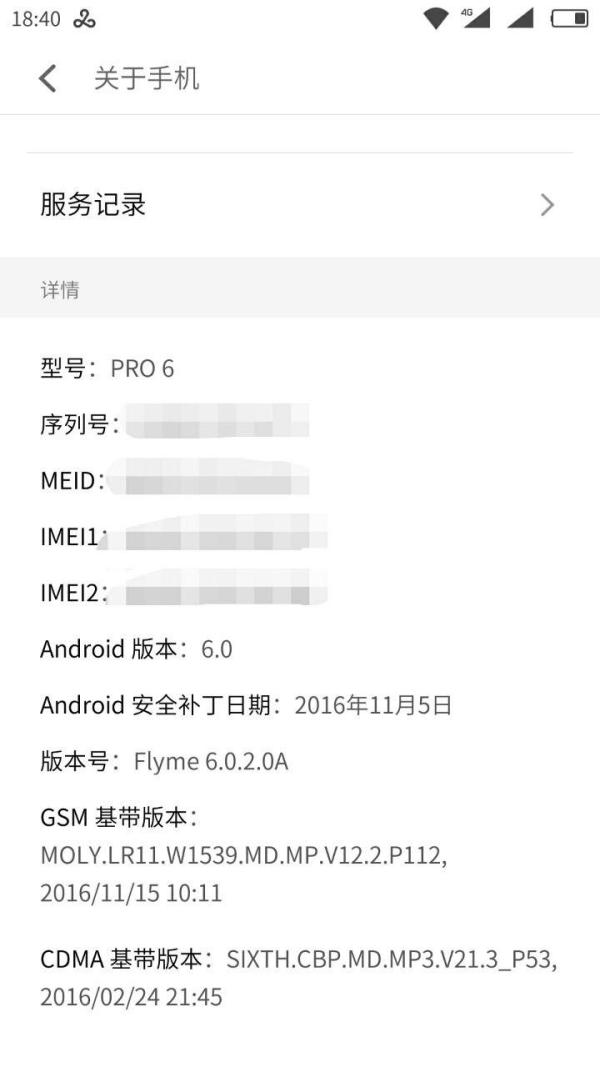 18:40
4G
关于手机
服务记录
详情
型号：PRO 6
序列号：
MEID：
IMEI1：
IMEI2：
Android 版本：6.0
Android 安全补丁日期：2016年11月5日
版本号：Flyme 6.0.2.0A
GSM 基带版本：
MOLY.LR11.W1539.MD.MP.V12.2.P112,
2016/11/15 10:11
CDMA 基带版本：SIXTH.CBP.MD.MP3.V21.3_P53,
2016/02/24 21:45